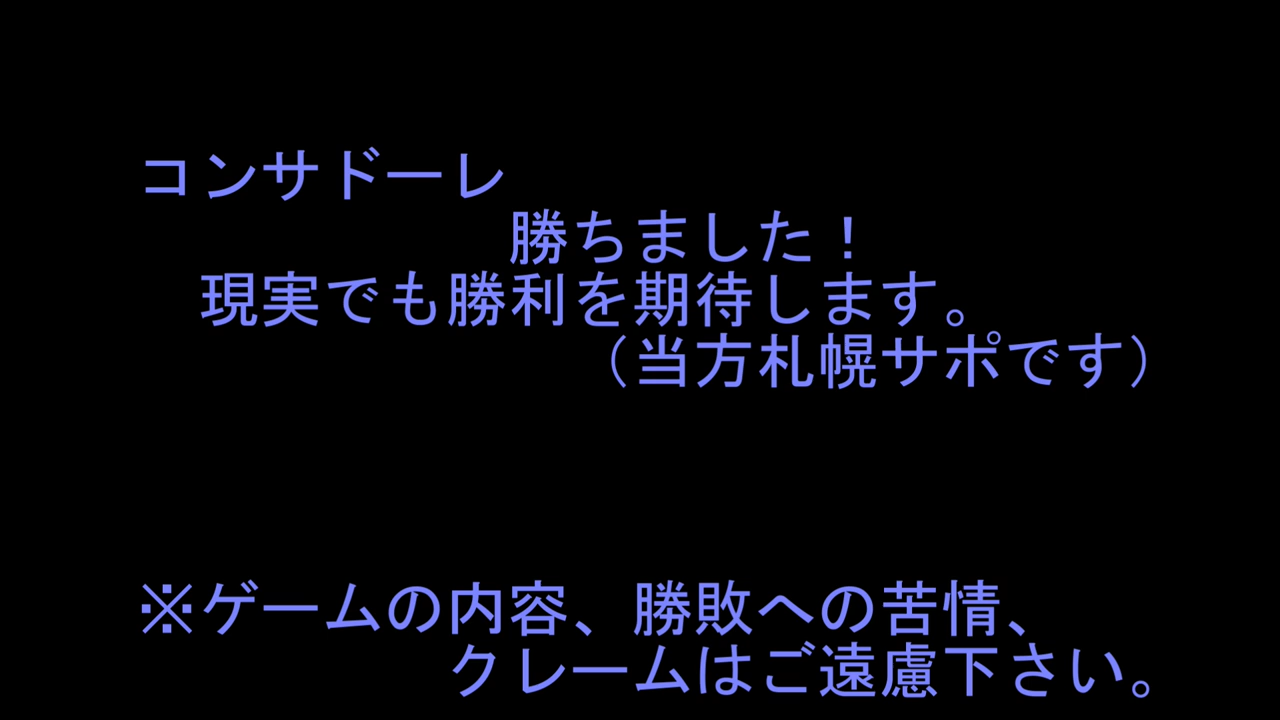 コンサドーレ
勝ちました！
現実でも勝利を期待します。
（当方札幌サポです）
※ゲームの内容、勝敗への苦情、
クレームはご遠慮下さい。